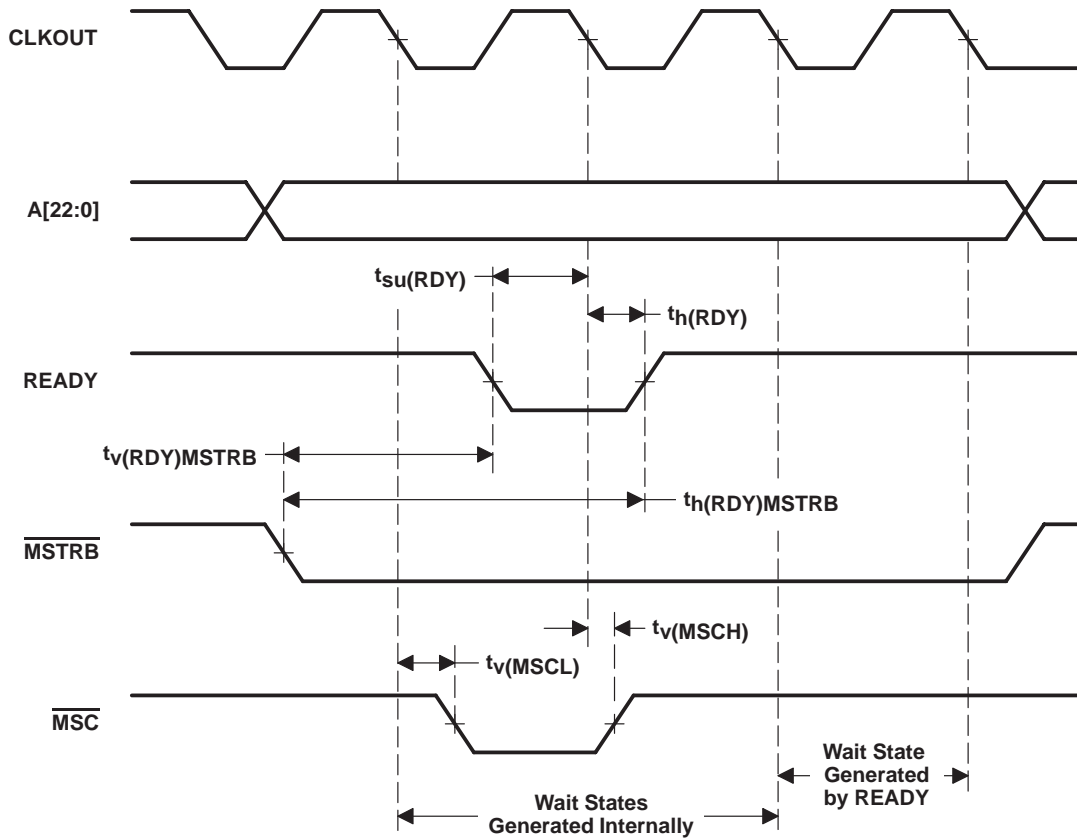 CLKOUT
A[22:0]
tsu(RDY)
th(RDY)
READY
tv(RDY)MSTRB
th(RDY)MSTRB
MSTRB
tv(MSCH)
tv(MSCL)
MSC
Wait State
Generated
by READY
Wait States
Generated Internally